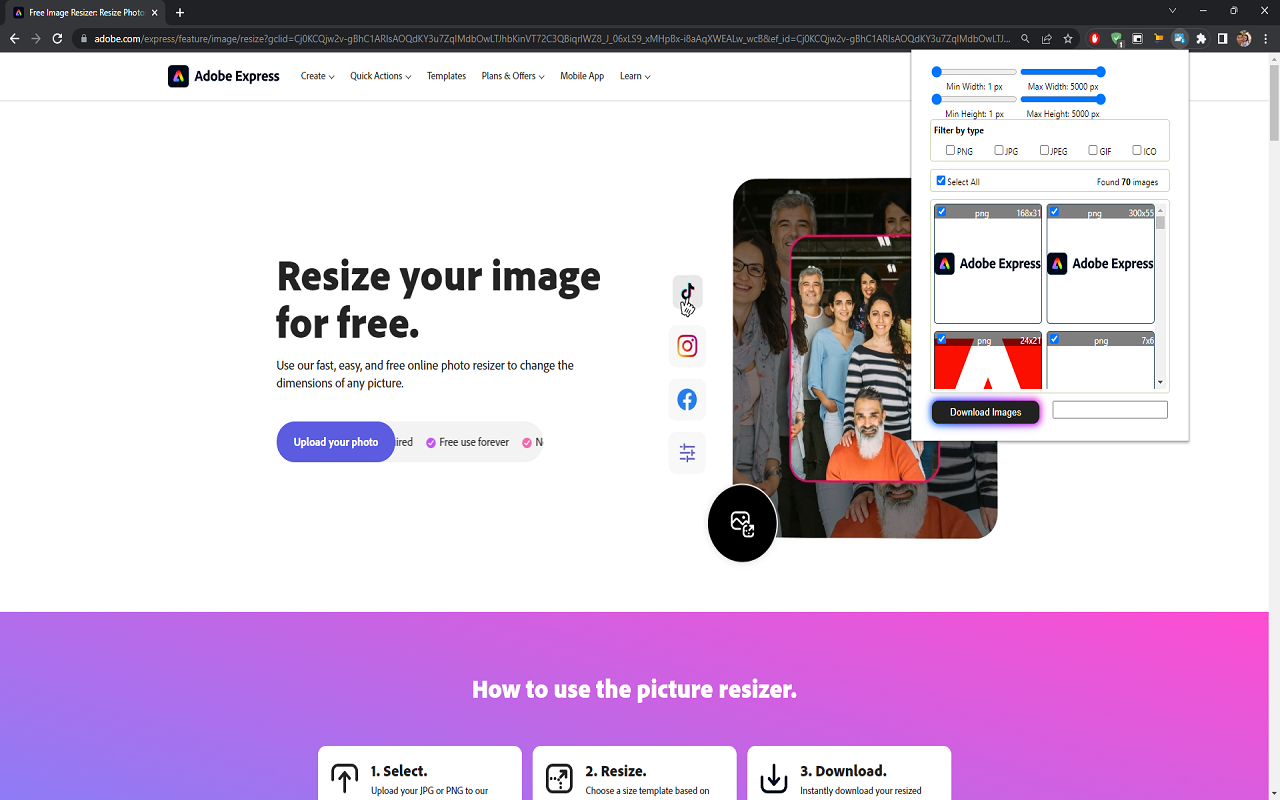 Free Image Resizer: Resize Photo
adobe.com/express/feature/image/resize?gclid=Cj0KCQjw2v-gBhC1ARIsAOQdKY3u7ZqIMdbOwLTJhbKinVT72C3QBiqrIWZ8_J_06xLS9_xMHpBx-i8aAqXWEALw_wcB&ef_id=Cj0KCQjw2v-gBhC1ARIsAOQdKY3u7ZqIMdbOwLTJ...
Adobe Express
Create
Quick Actions
Templates
Plans & Offers
Mobile App
Learn
Resize your image
for free.
Use our fast, easy, and free online photo resizer to change the
dimensions of any picture.
Upload your photo
ired
Free use forever
N
Min Width: 1 px
Max Width: 5000 px
Min Height: 1 px
Max Height: 5000 px
Filter by type
PNG
JPG
JPEG
GIF
ICO
Select All
Found 70 images
png 168x31
png 300x55
Adobe Express
Adobe Express
png 24x21
png 7x6
Download Images
How to use the picture resizer.
1. Select.
Upload your JPG or PNG to our
2. Resize.
Choose a size template based on
3. Download.
Instantly download your resized